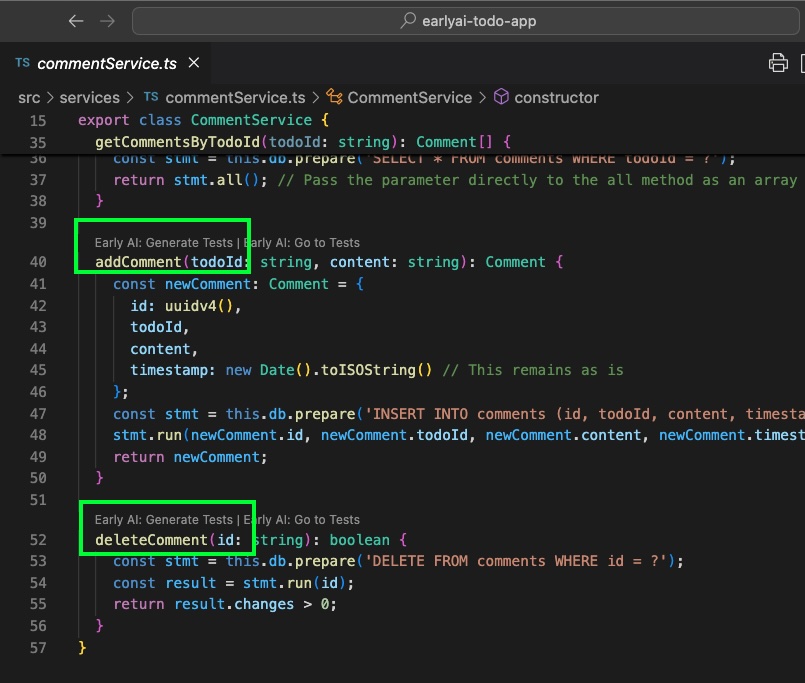 earlyai-todo-app
TS commentService.ts
src > services > TS commentService.ts > CommentService > constructor
15 export class CommentService {
35 getCommentsByTodoId(todoId: string): Comment[] {
36 const stmt = this.db.prepare('SELECT * FROM comments WHERE todoId = ?');
37 return stmt.all(); // Pass the parameter directly to the all method as an array
38 }
39
Early AI: Generate Tests | Early AI: Go to Tests
40 addComment(todoId: string, content: string): Comment {
41 const newComment: Comment = {
42 id: uuidv4(),
43 todoId,
44 content,
45 timestamp: new Date().toISOString() // This remains as is
46 };
47 const stmt = this.db.prepare('INSERT INTO comments (id, todoId, content, timesta
48 stmt.run(newComment.id, newComment.todoId, newComment.content, newComment.timest
49 return newComment;
50 }
51
Early AI: Generate Tests | Early AI: Go to Tests
52 deleteComment(id: string): boolean {
53 const stmt = this.db.prepare('DELETE FROM comments WHERE id = ?');
54 const result = stmt.run(id);
55 return result.changes > 0;
56 }
57 }